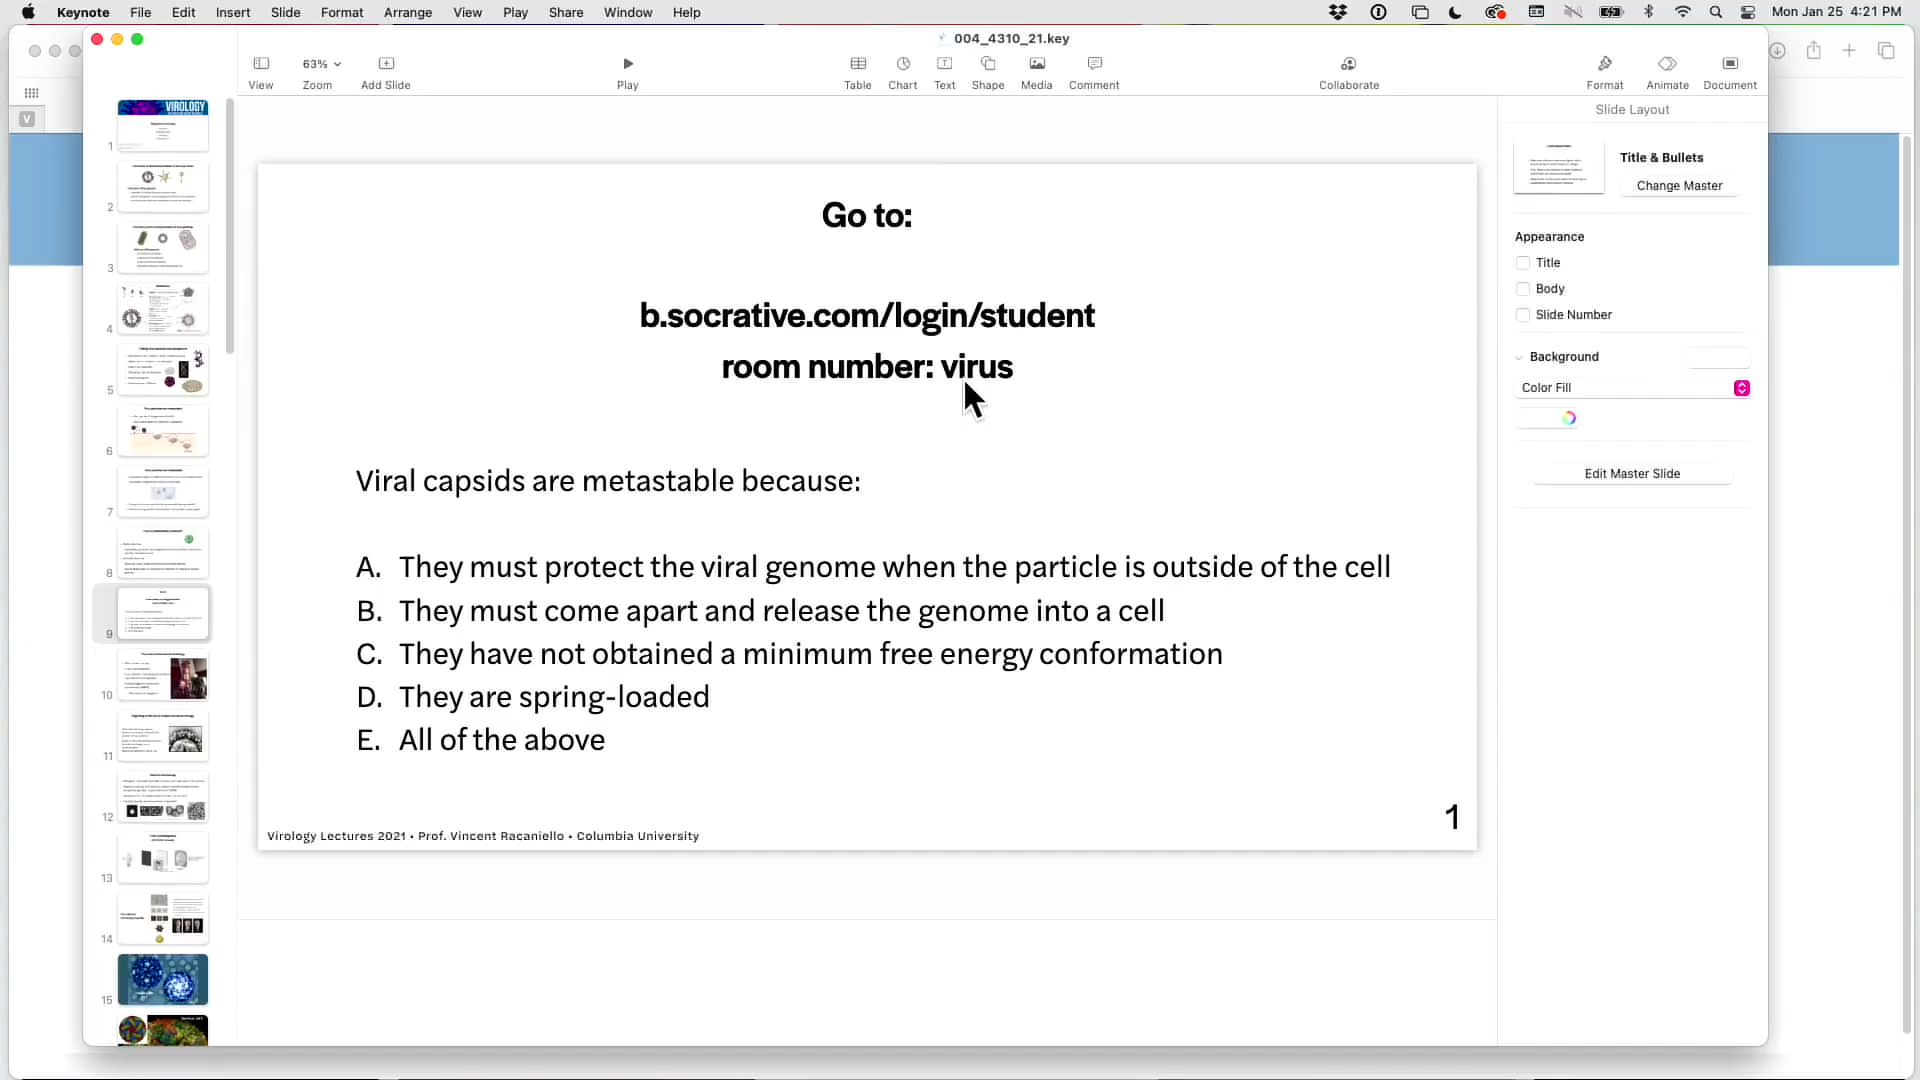 Keynote File Edit Insert Slide Format Arrange View Play Share Window Help
Mon Jan 25 4:21 PM
004_4310_21.key
63%
View Zoom Add Slide Play Table Chart Text Shape Media Comment Collaborate Format Animate Document
V
VIROLOGY
1
2
3
4
5
6
7
8
9
10
11
12
13
14
15
Go to:
b.socrative.com/login/student
room number: virus
Viral capsids are metastable because:
A. They must protect the viral genome when the particle is outside of the cell
B. They must come apart and release the genome into a cell
C. They have not obtained a minimum free energy conformation
D. They are spring-loaded
E. All of the above
1
Virology Lectures 2021 • Prof. Vincent Racaniello • Columbia University
Slide Layout
Title & Bullets
Change Master
Appearance
Title
Body
Slide Number
Background
Color Fill
Edit Master Slide